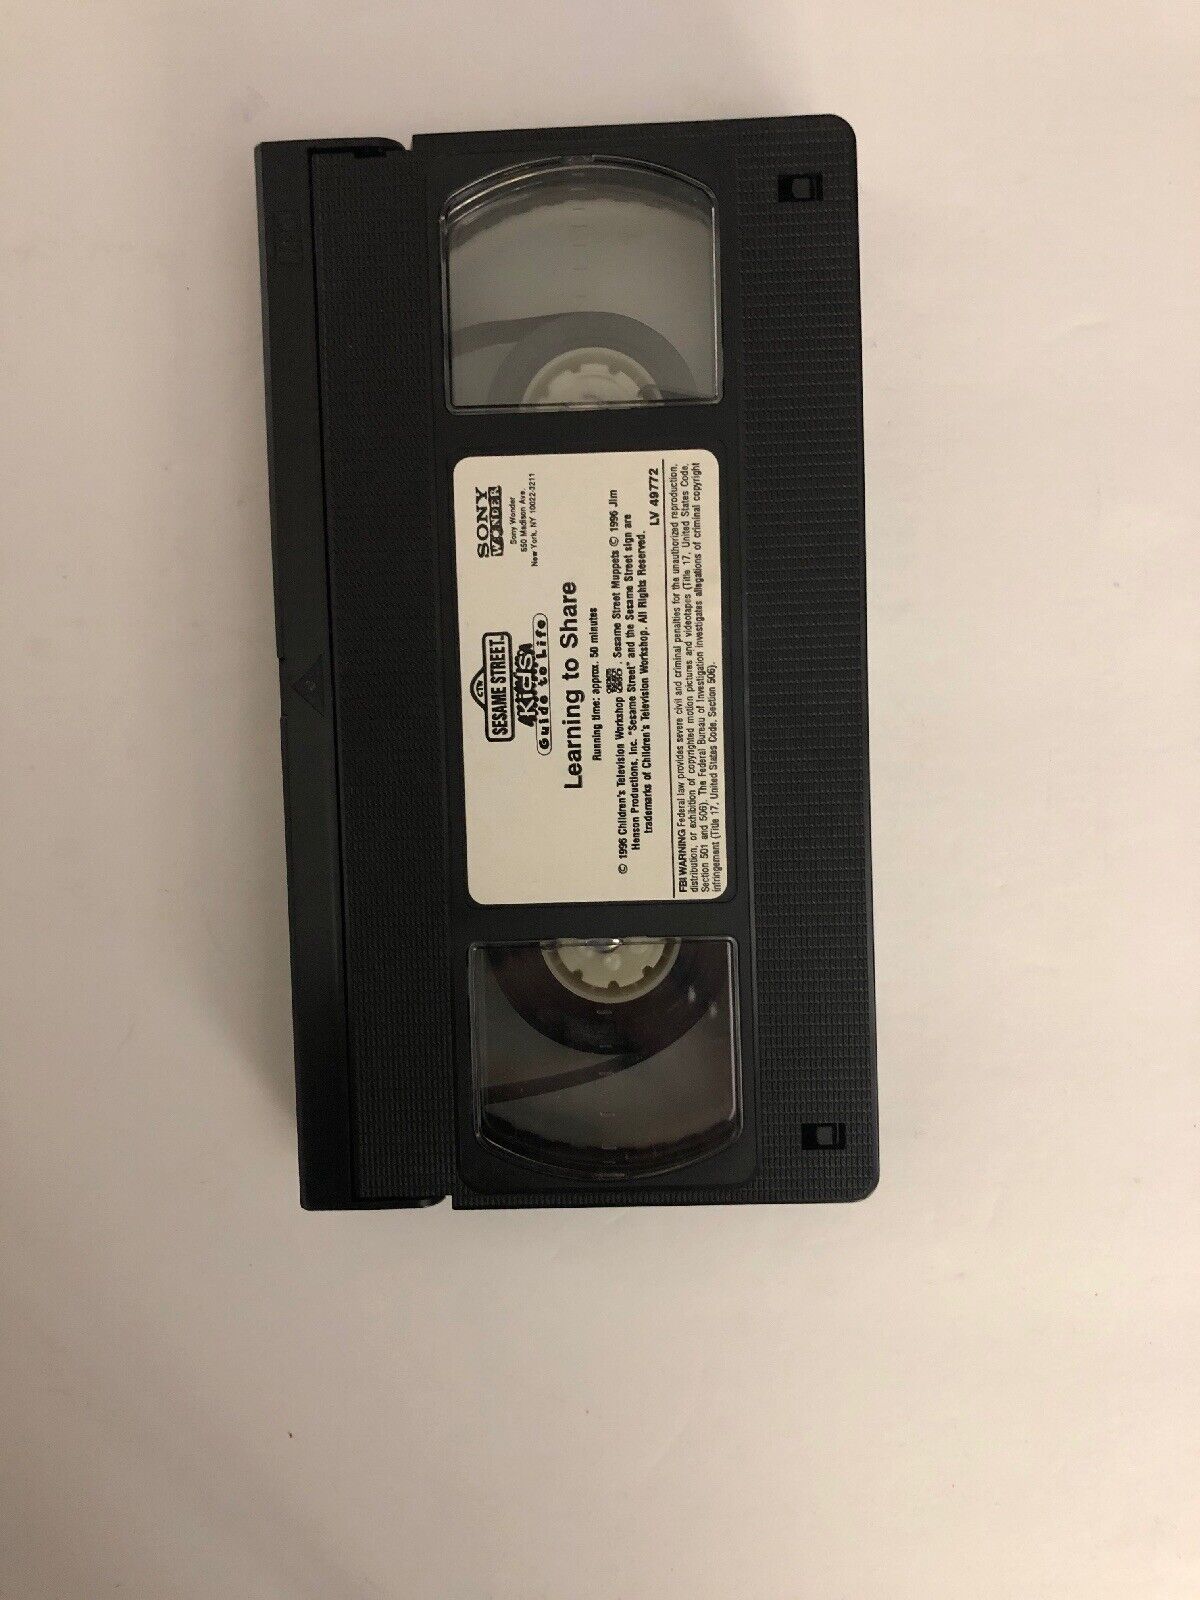 CTW
SESAME STREET.
Kids'
Guide to Life
Learning to Share
Running time: approx. 50 minutes
SONY
WONDER
Sony Wonder
550 Madison Ave.
New York, NY 10022-3211
© 1996 Children's Television Workshop , Sesame Street Muppets © 1996 Jim
Henson Productions, Inc. "Sesame Street" and the Sesame Street sign are
trademarks of Children's Television Workshop. All Rights Reserved.
LV 49772
FBI WARNING Federal law provides severe civil and criminal penalties for the unauthorized reproduction,
distribution, or exhibition of copyrighted motion pictures and videotapes (Title 17, United States Code,
Section 501 and 506). The Federal Bureau of Investigation investigates allegations of criminal copyright
infringement (Title 17, United States Code, Section 506).